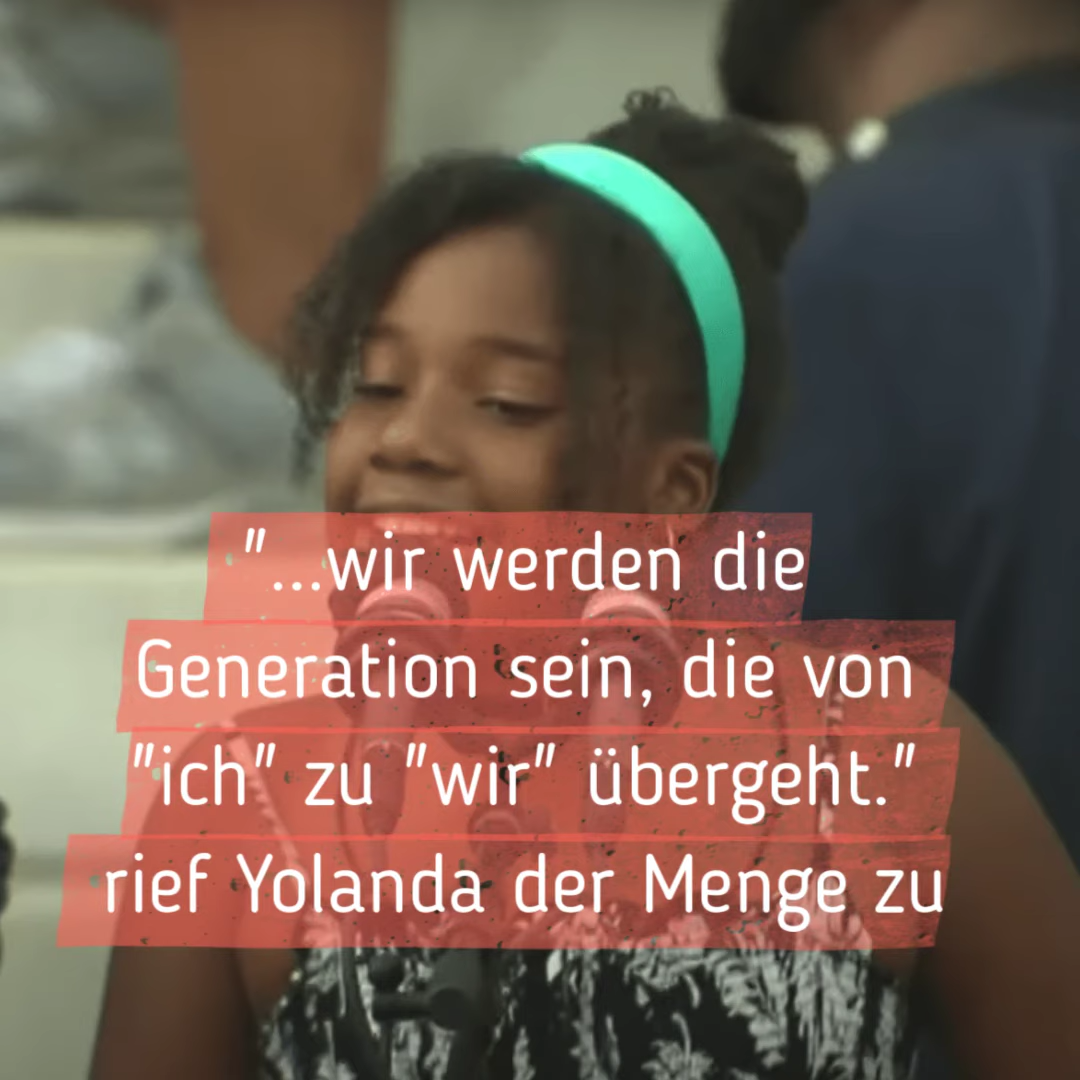 "...wir werden die
Generation sein, die von
"ich" zu "wir" übergeht."
rief Yolanda der Menge zu